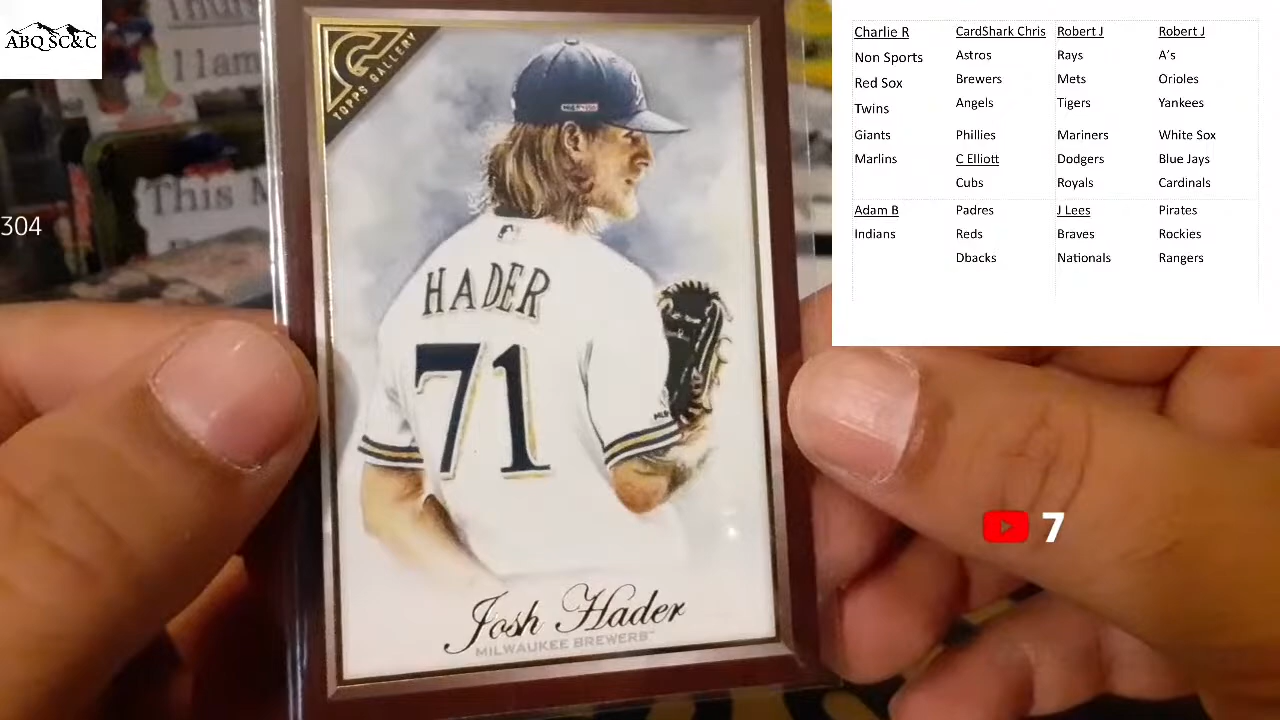 ABQ SC&C
11am
This M
304
TOPPS GALLERY
HADER
71
Josh Hader
MILWAUKEE BREWERS
Charlie R
Non Sports
Red Sox
Twins
Giants
Marlins
Adam B
Indians
CardShark Chris
Astros
Brewers
Angels
Phillies
C Elliott
Cubs
Padres
Reds
Dbacks
Robert J
Rays
Mets
Tigers
Mariners
Dodgers
Royals
J Lees
Braves
Nationals
Robert J
A's
Orioles
Yankees
White Sox
Blue Jays
Cardinals
Pirates
Rockies
Rangers
7